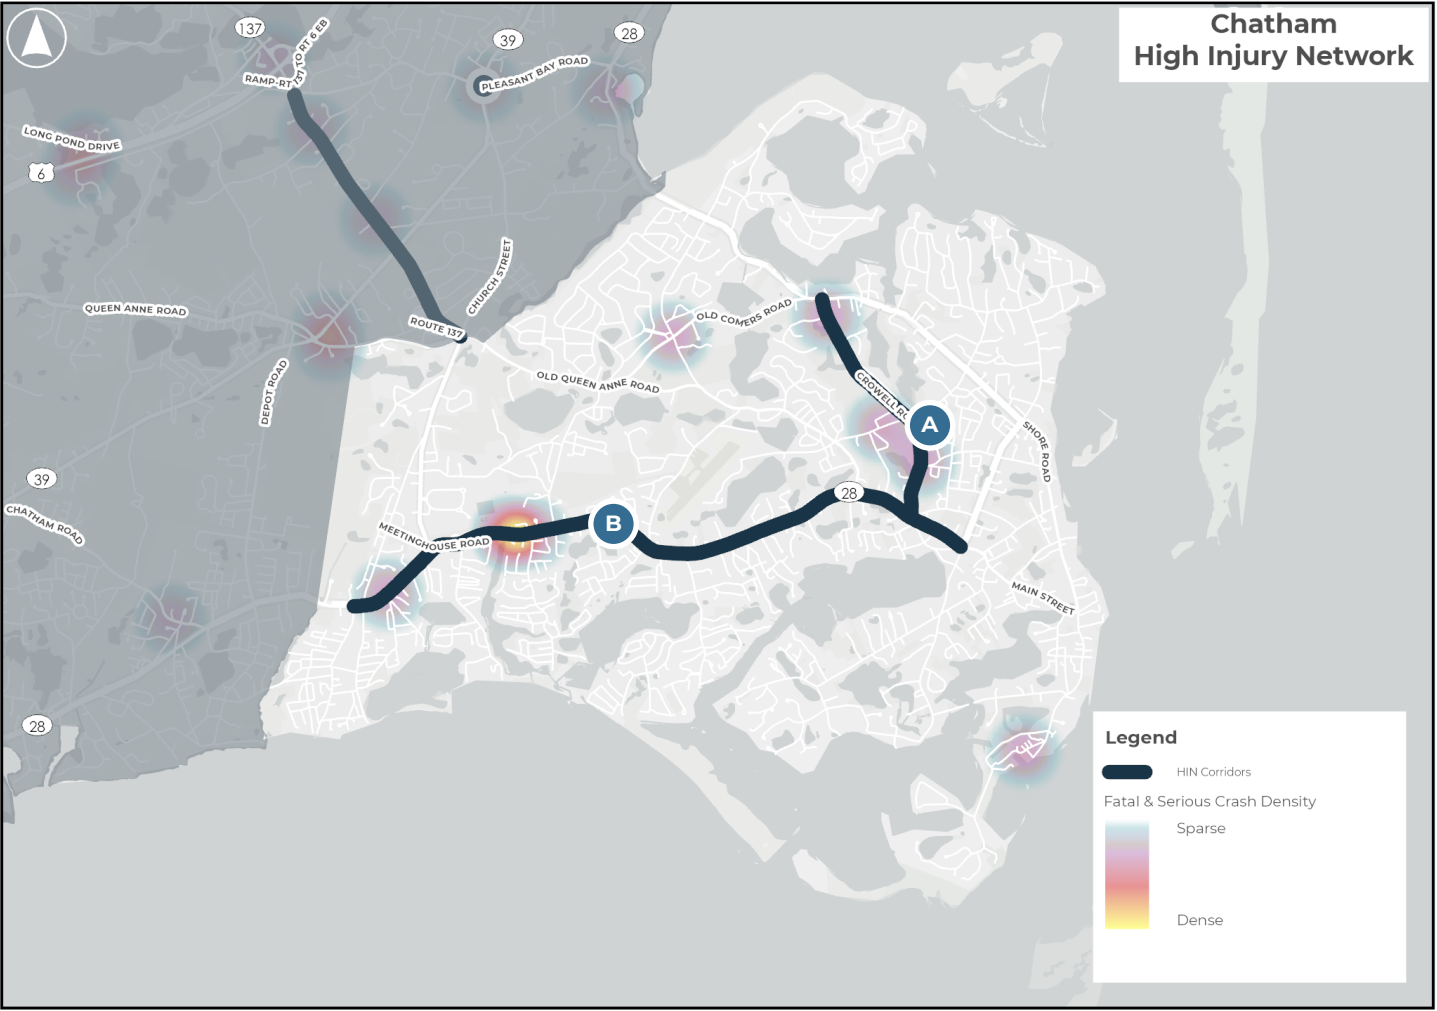 Chatham
High Injury Network
137
RAMP-RT 137 TO RT 6 EB
39
PLEASANT BAY ROAD
28
LONG POND DRIVE
6
CHURCH STREET
QUEEN ANNE ROAD
ROUTE 137
OLD COMERS ROAD
DEPOT ROAD
OLD QUEEN ANNE ROAD
CROWELL RO
A
SHORE ROAD
39
28
CHATHAM ROAD
B
MEETINGHOUSE ROAD
MAIN STREET
28
Legend
HIN Corridors
Fatal & Serious Crash Density
Sparse
Dense